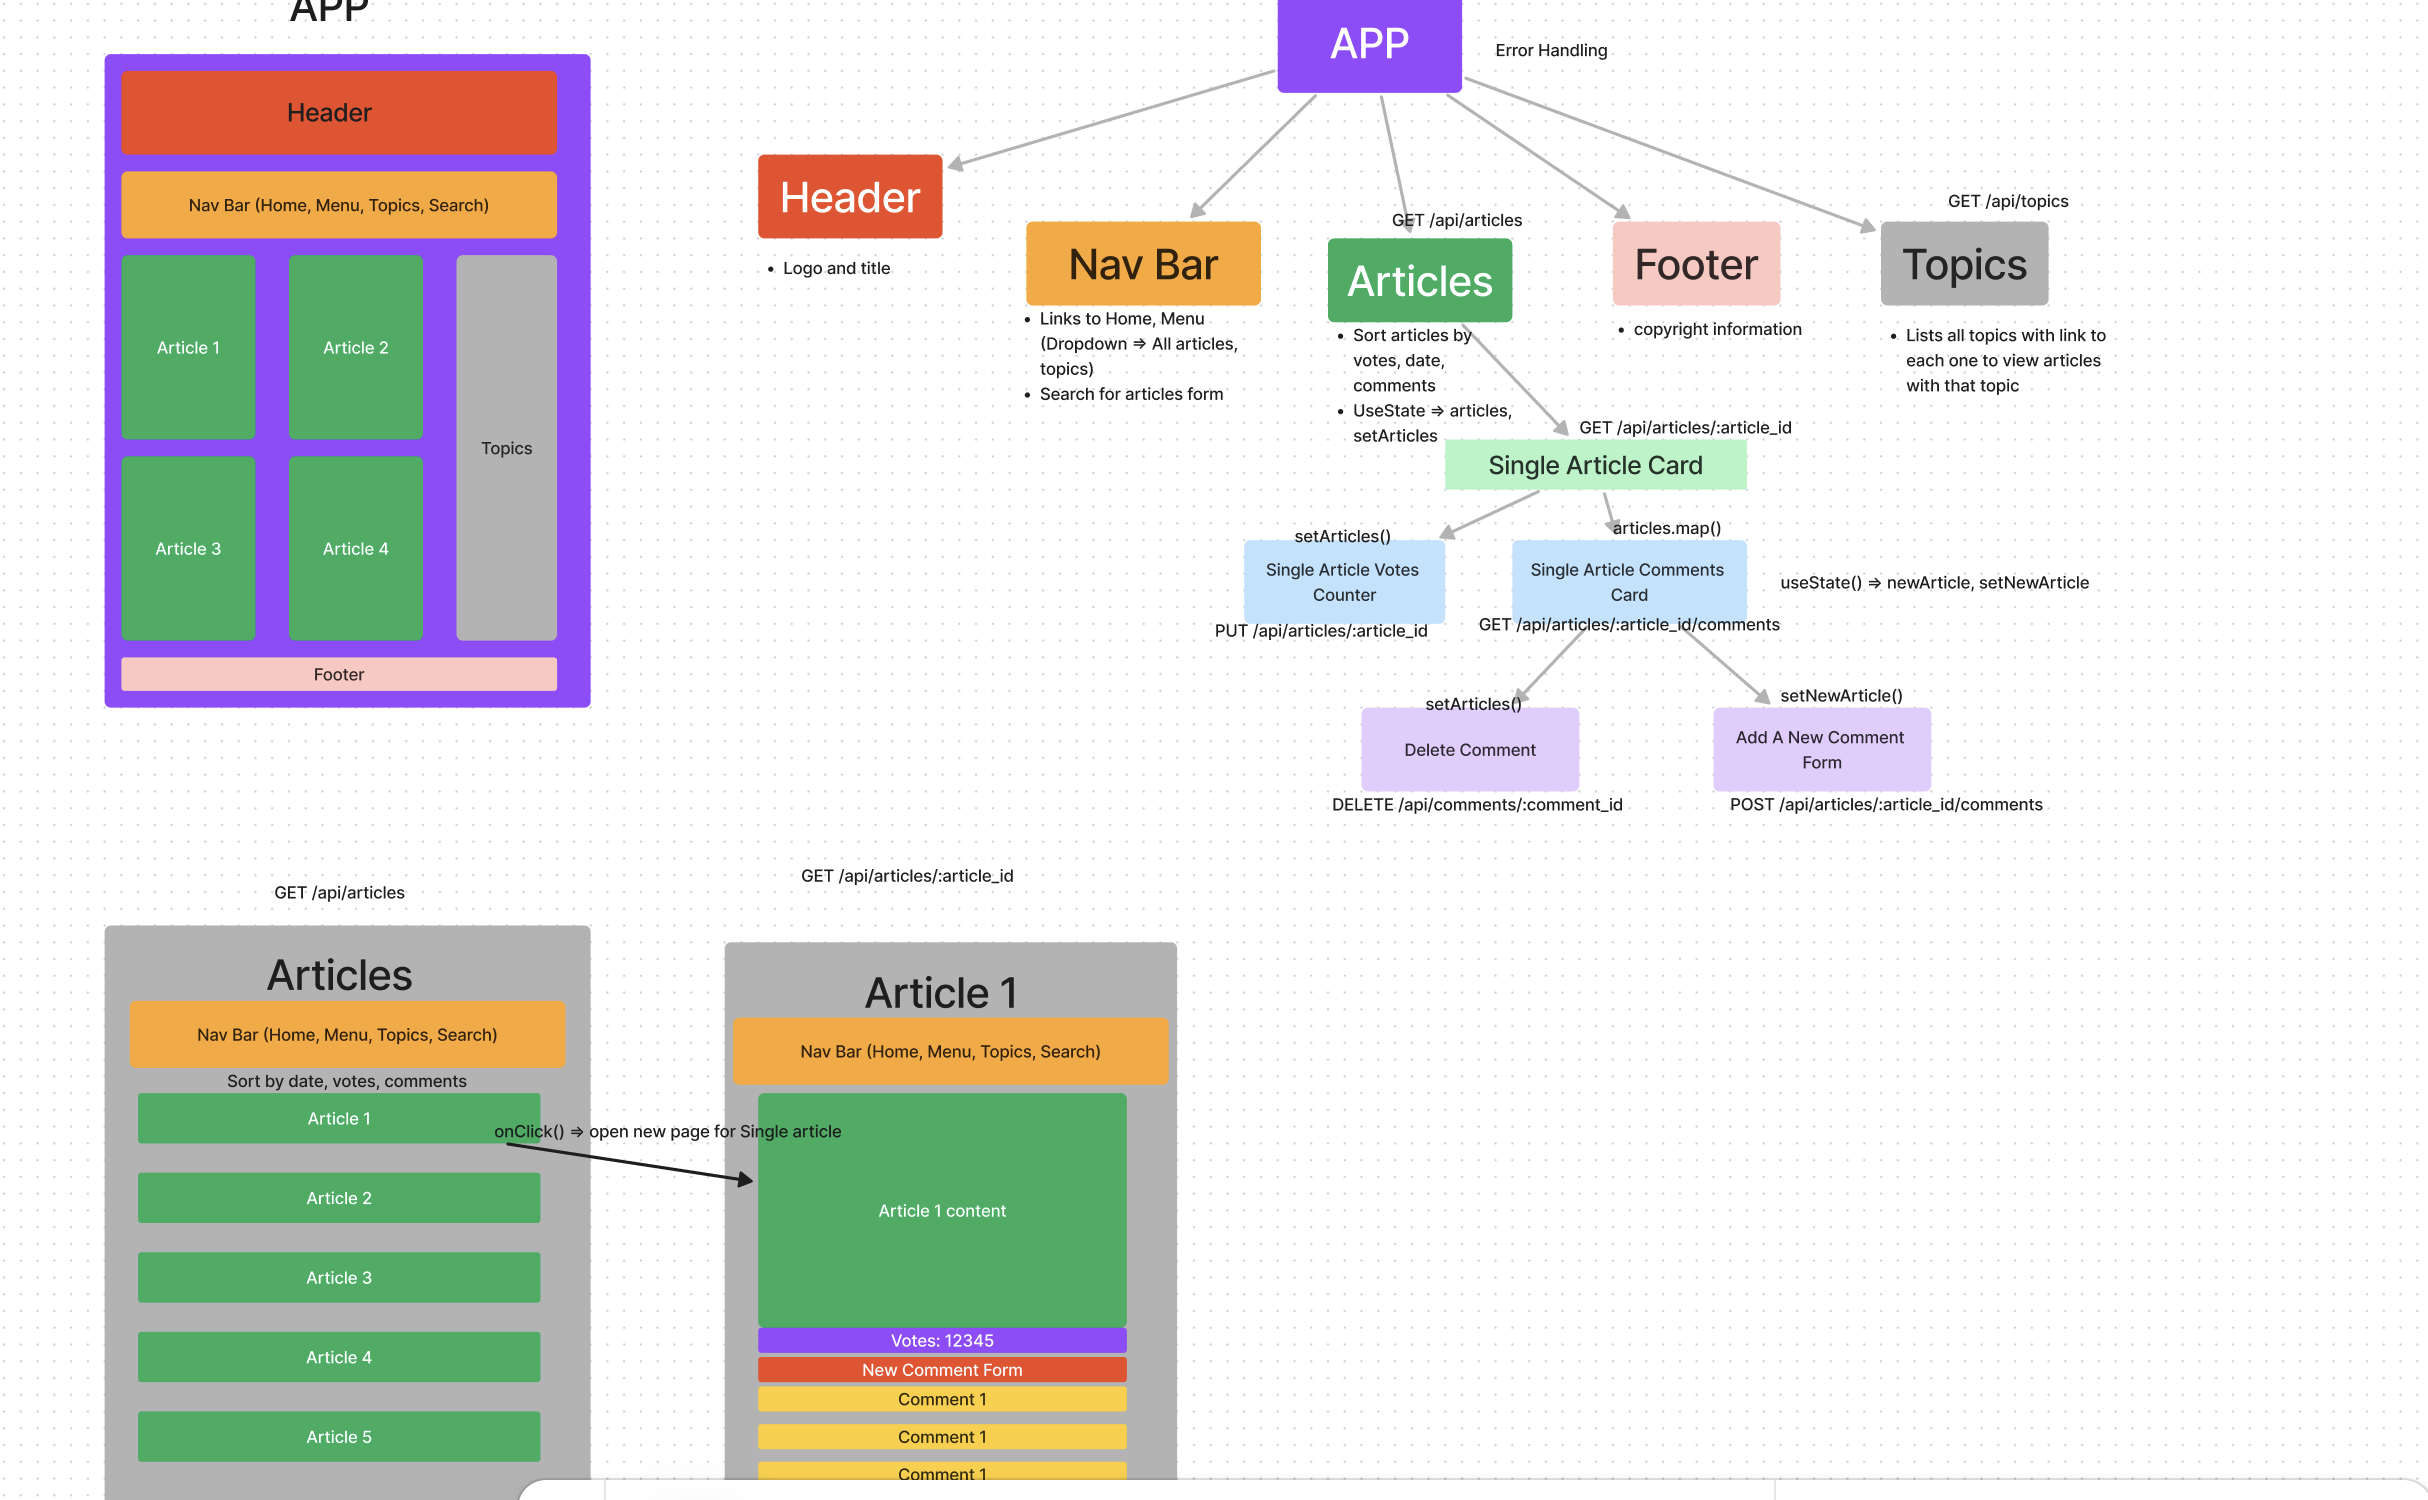 APP
Header
Nav Bar (Home, Menu, Topics, Search)
Article 1
Article 2
Topics
Article 3
Article 4
Footer
APP
Error Handling
Header
• Logo and title
Nav Bar
• Links to Home, Menu
(Dropdown ⇒ All articles,
topics)
• Search for articles form
GET /api/articles
Articles
• Sort articles by
votes, date,
comments
• UseState ⇒ articles,
setArticles
Footer
• copyright information
GET /api/topics
Topics
• Lists all topics with link to
each one to view articles
with that topic
GET /api/articles/:article_id
Single Article Card
setArticles()
Single Article Votes
Counter
PUT /api/articles/:article_id
articles.map()
Single Article Comments
Card
GET /api/articles/:article_id/comments
useState() ⇒ newArticle, setNewArticle
setArticles()
Delete Comment
DELETE /api/comments/:comment_id
setNewArticle()
Add A New Comment
Form
POST /api/articles/:article_id/comments
GET /api/articles
Articles
Nav Bar (Home, Menu, Topics, Search)
Sort by date, votes, comments
Article 1
onClick() ⇒ open new page for Single article
Article 2
Article 3
Article 4
Article 5
GET /api/articles/:article_id
Article 1
Nav Bar (Home, Menu, Topics, Search)
Article 1 content
Votes: 12345
New Comment Form
Comment 1
Comment 1
Comment 1